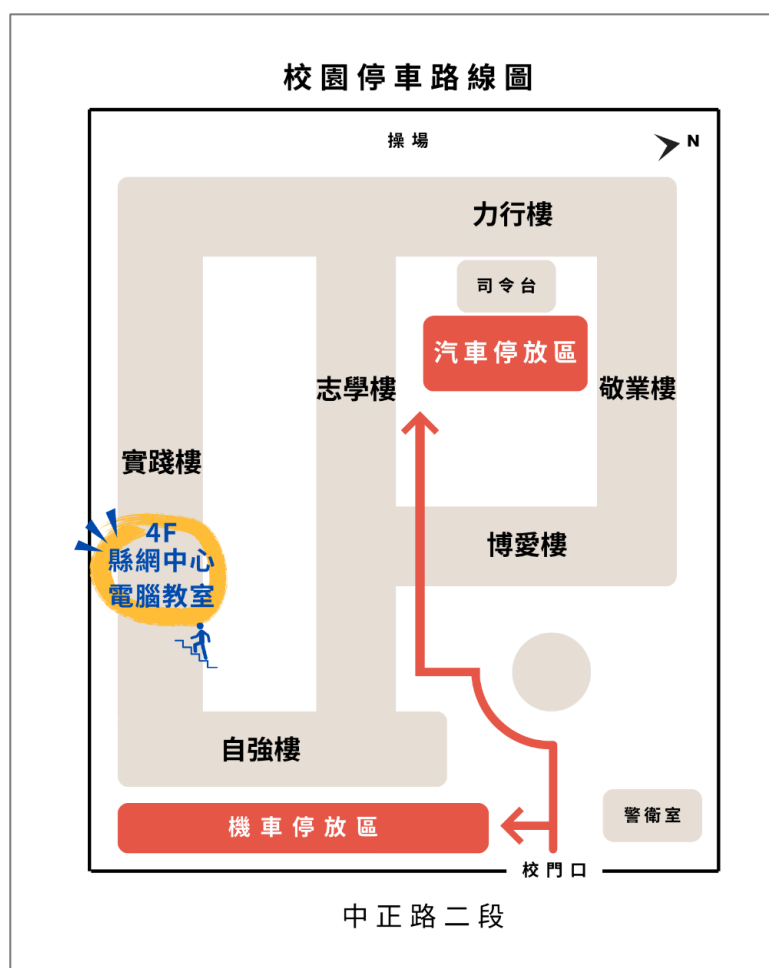 校園停車路線圖
操場
N
力行樓
司令台
汽車停放區
志學樓
敬業樓
實踐樓
4F
縣網中心
電腦教室
博愛樓
自強樓
機車停放區
警衛室
校門口
中正路二段